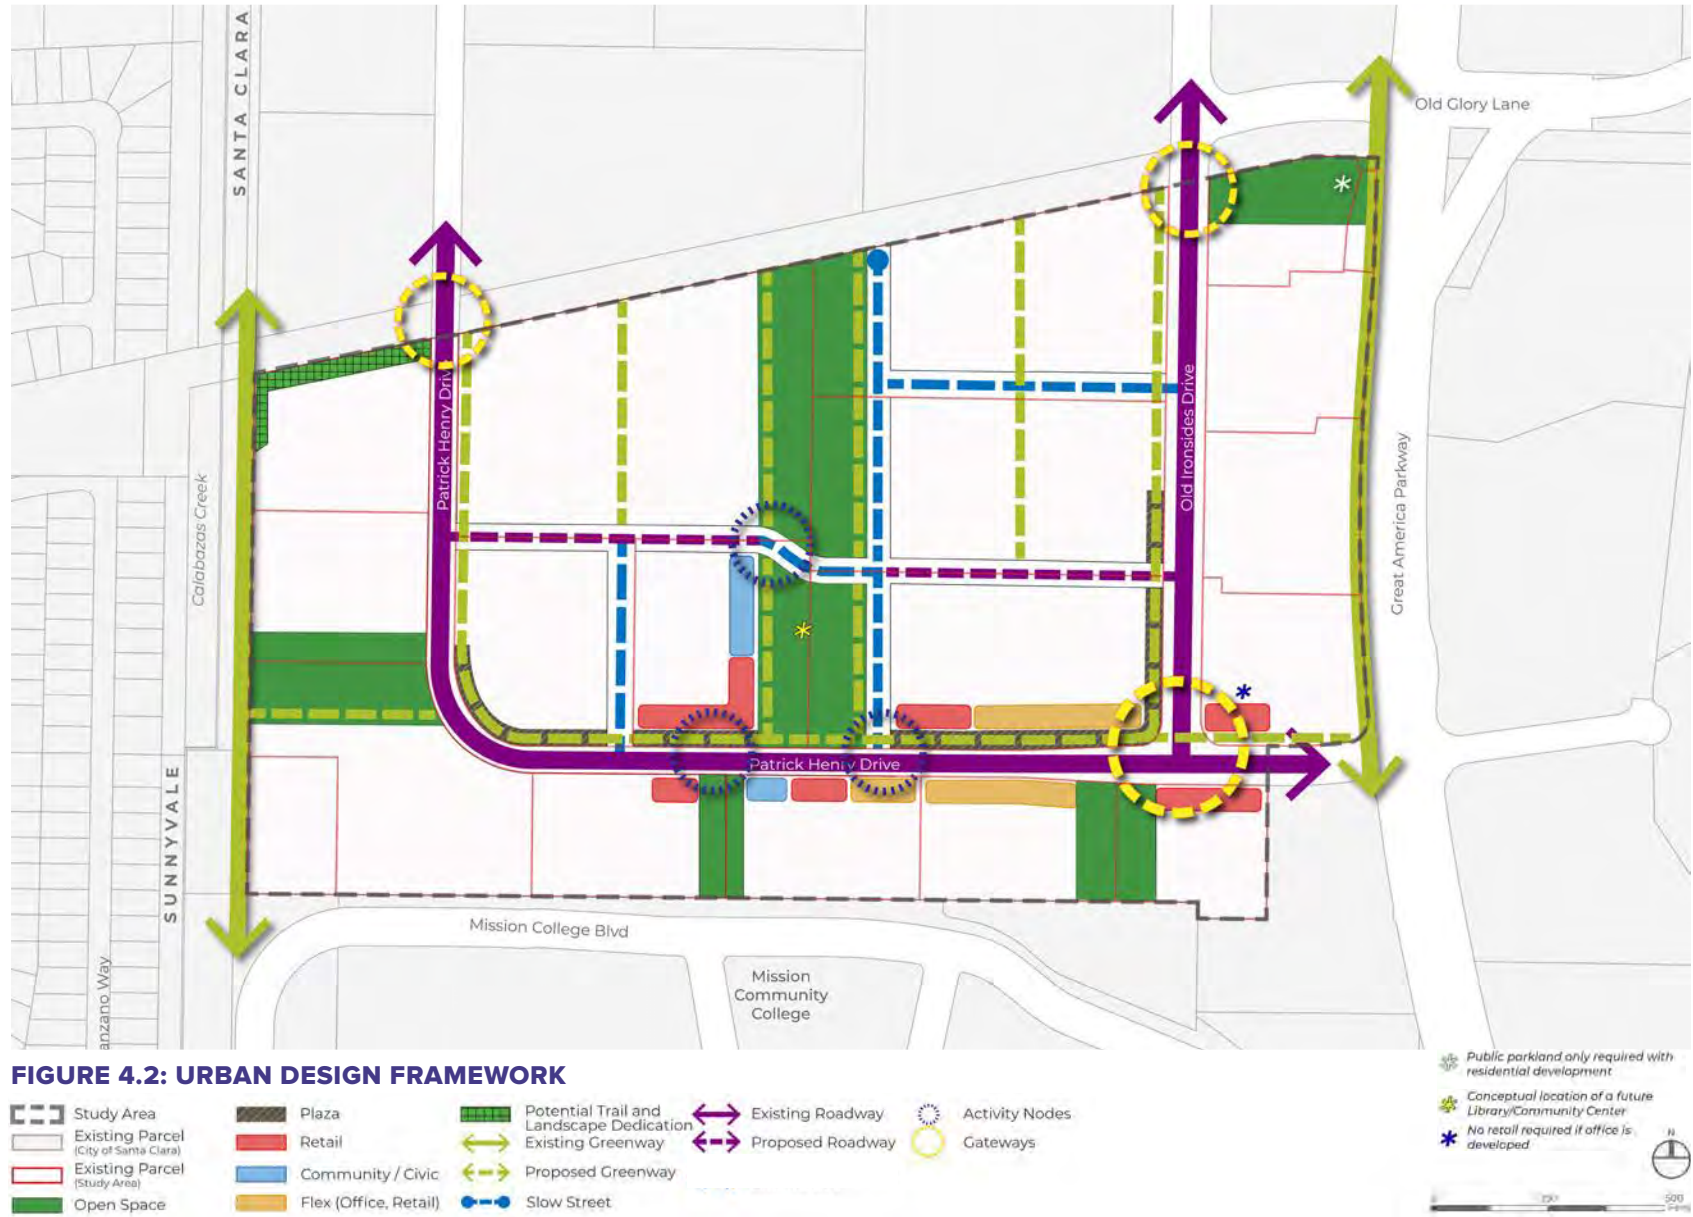 SANTA CLARA
Old Glory Lane
Patrick Henry Drive
Old Ironsides Drive
Calabazas Creek
Great America Parkway
Patrick Henry Drive
SUNNYVALE
Mission College Blvd
Mission
Community
College
anzano Way
FIGURE 4.2: URBAN DESIGN FRAMEWORK
Study Area
Existing Parcel
(City of Santa Clara)
Existing Parcel
(Study Area)
Open Space
Plaza
Retail
Community / Civic
Flex (Office, Retail)
Potential Trail and
Landscape Dedication
Existing Greenway
Proposed Greenway
Slow Street
Existing Roadway
Proposed Roadway
Activity Nodes
Gateways
Public parkland only required with
residential development
Conceptual location of a future
Library/Community Center
No retail required if office is
developed
N
0
500